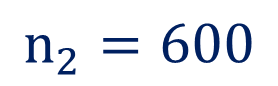 n₂ = 600